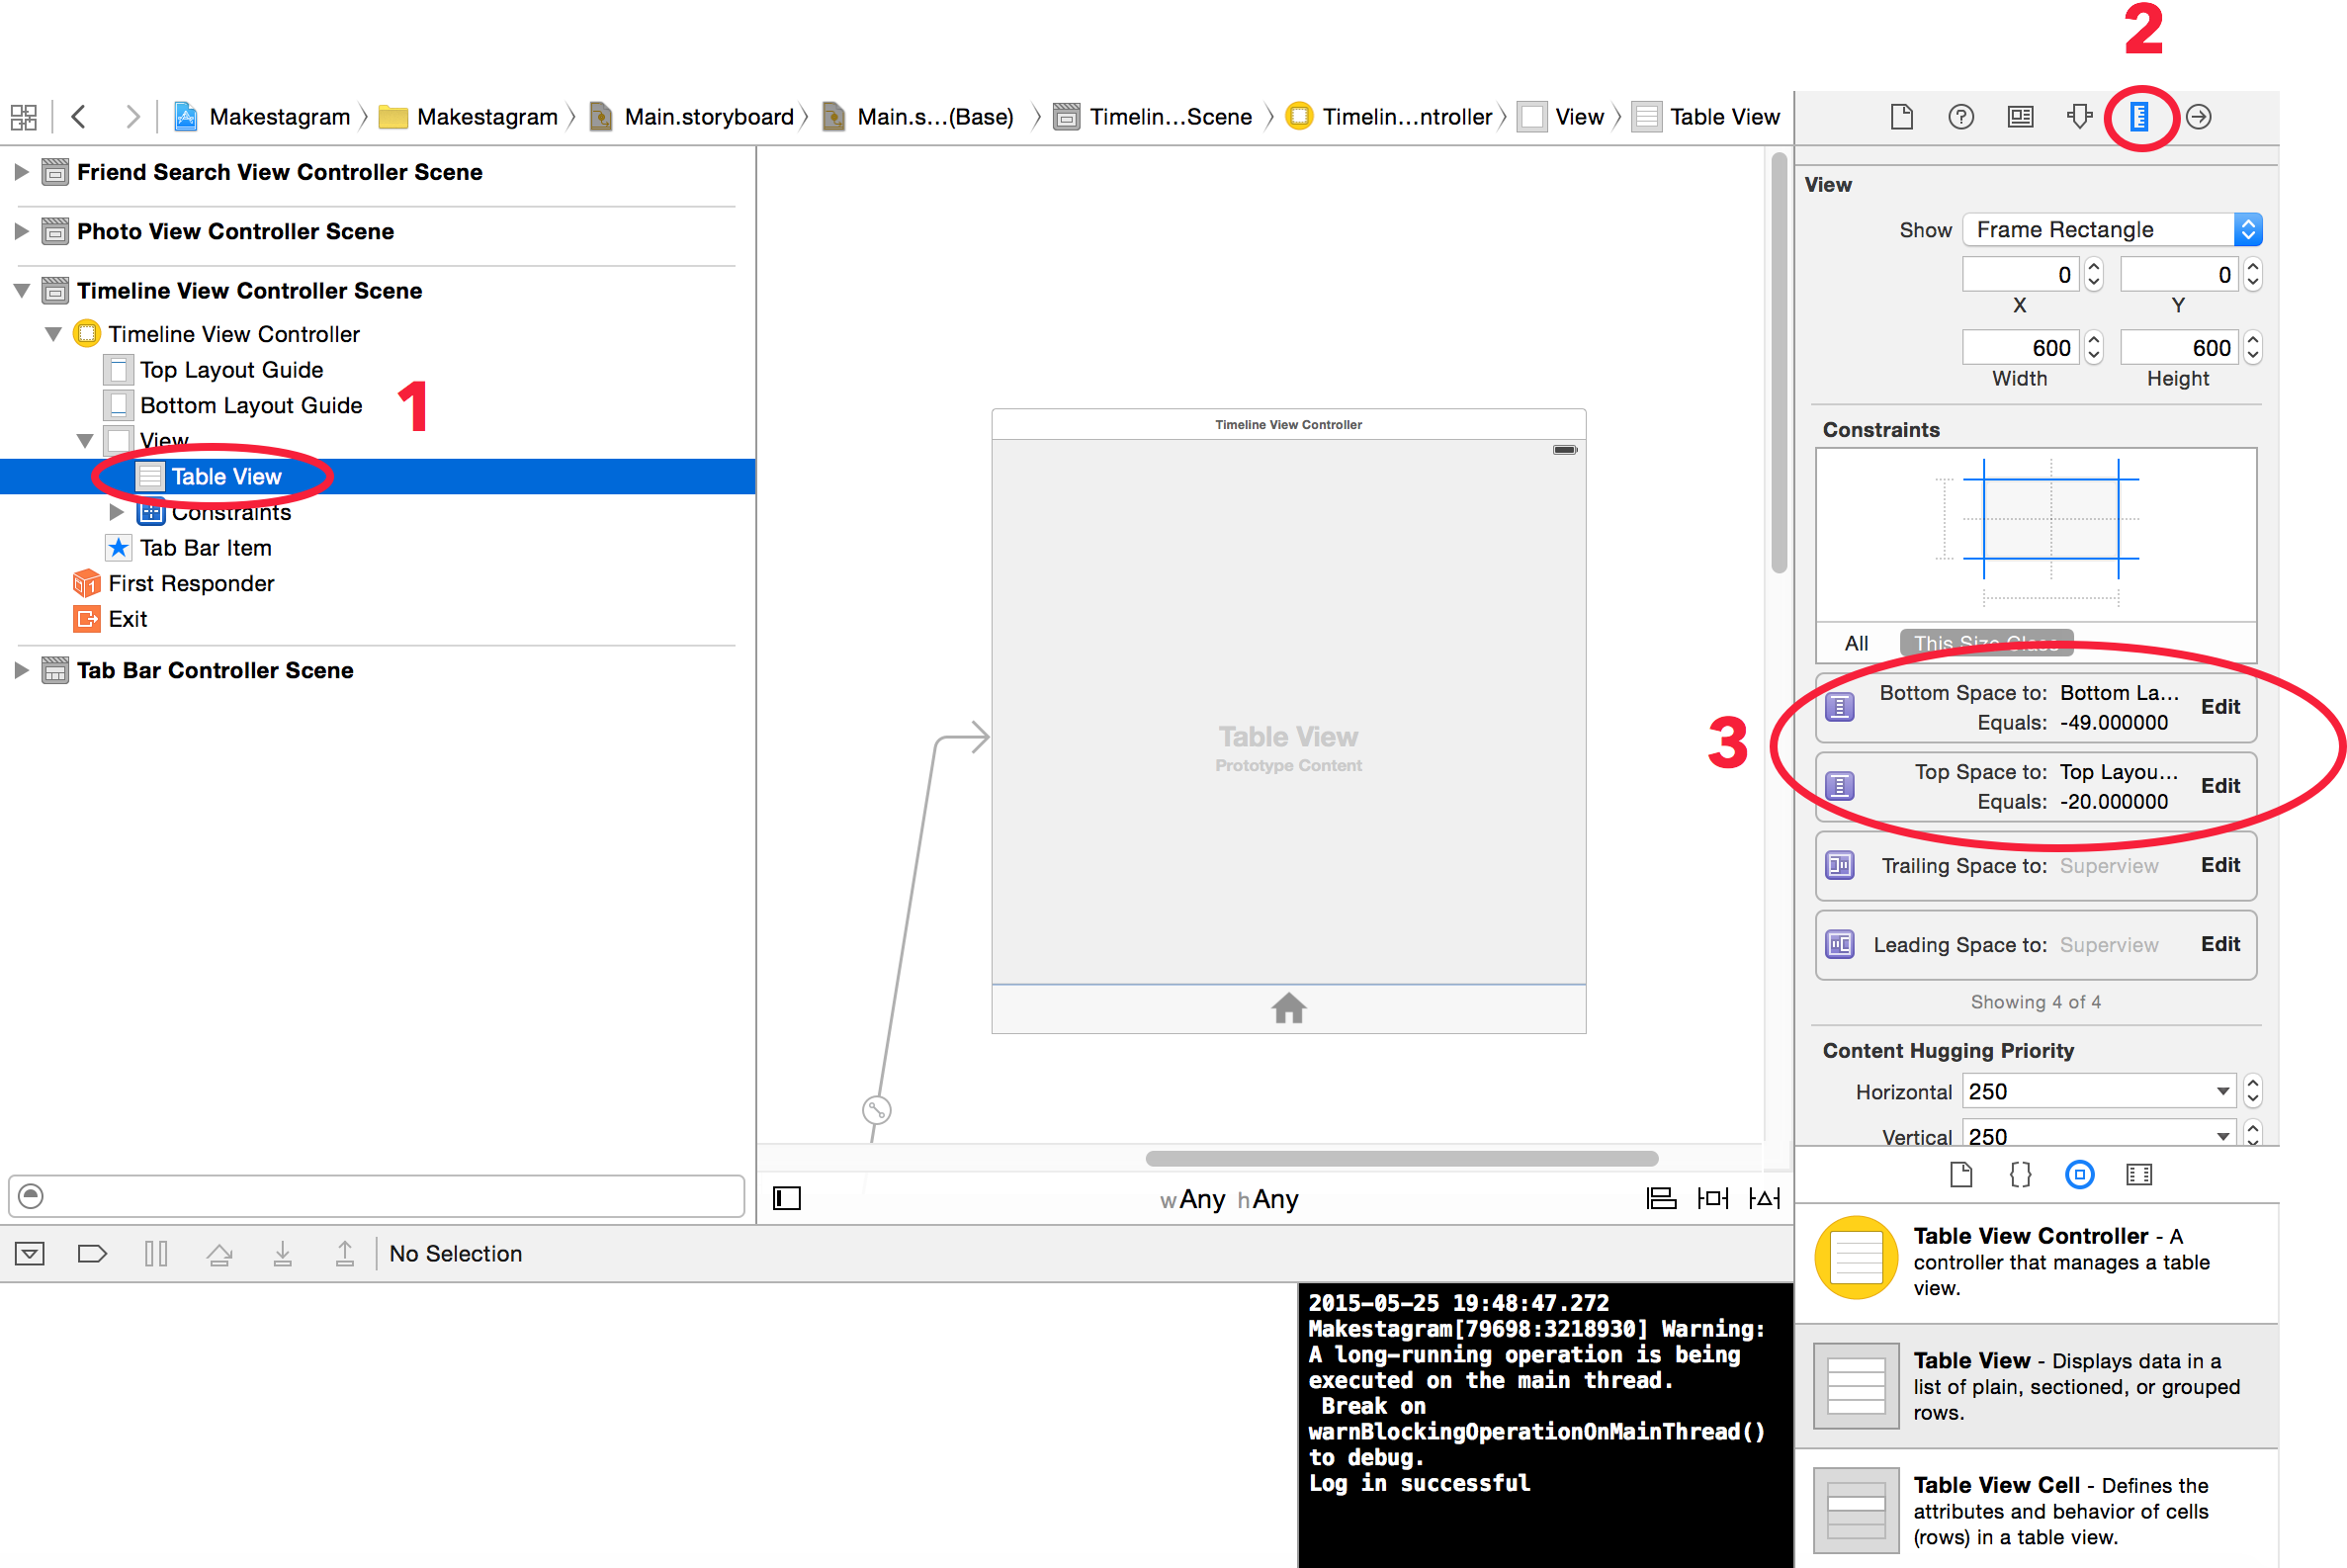 2
Makestagram
Makestagram
Main.storyboard
Main.s...(Base)
Timelin...Scene
Timelin...ntroller
View
Table View
Friend Search View Controller Scene
Photo View Controller Scene
Timeline View Controller Scene
Timeline View Controller
Top Layout Guide
Bottom Layout Guide
1
View
Table View
Constraints
Tab Bar Item
First Responder
Exit
Tab Bar Controller Scene
Timeline View Controller
Table View
Prototype Content
wAny hAny
View
Show Frame Rectangle
0 0
X Y
600 600
Width Height
Constraints
All This Size Class
3
Bottom Space to: Bottom La...
Equals: -49.000000
Edit
Top Space to: Top Layou...
Equals: -20.000000
Edit
Trailing Space to: Superview Edit
Leading Space to: Superview Edit
Showing 4 of 4
Content Hugging Priority
Horizontal 250
Vertical 250
No Selection
2015-05-25 19:48:47.272
Makestagram[79698:3218930] Warning:
A long-running operation is being
executed on the main thread.
Break on
warnBlockingOperationOnMainThread()
to debug.
Log in successful
{}
Table View Controller - A
controller that manages a table
view.
Table View - Displays data in a
list of plain, sectioned, or grouped
rows.
Table View Cell - Defines the
attributes and behavior of cells
(rows) in a table view.